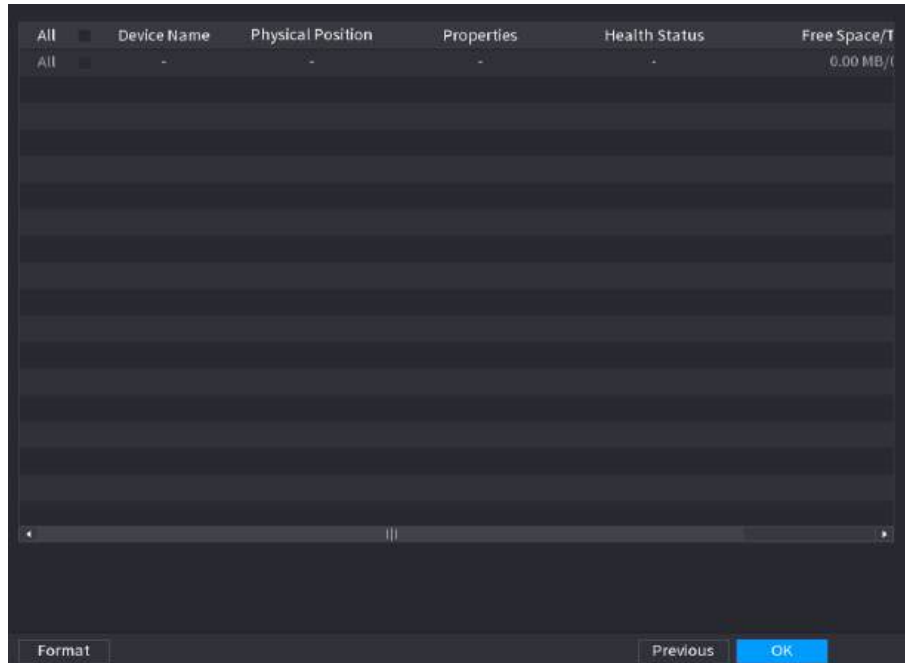 All Device Name Physical Position Properties Health Status Free Space/T
All - - - - 0.00 MB/(
Format Previous OK